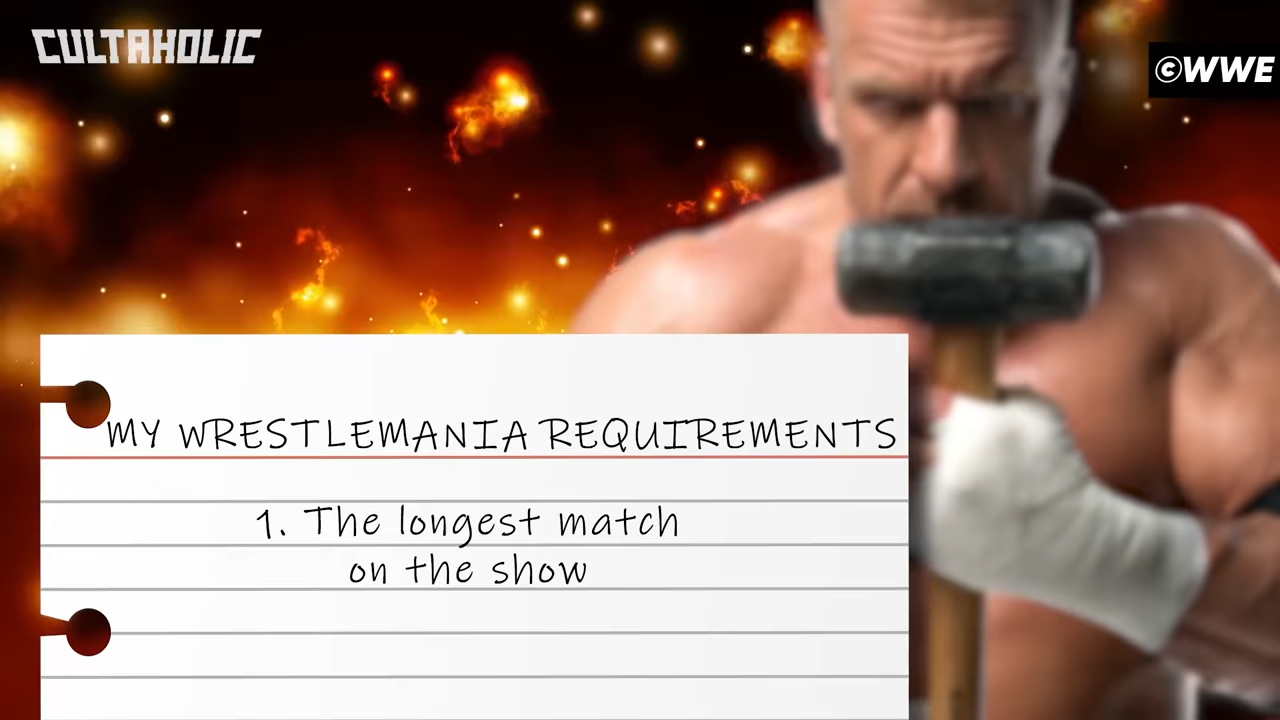 CULTAHOLIC
©WWE
MY WRESTLEMANIA REQUIREMENTS
1. The longest match
on the show